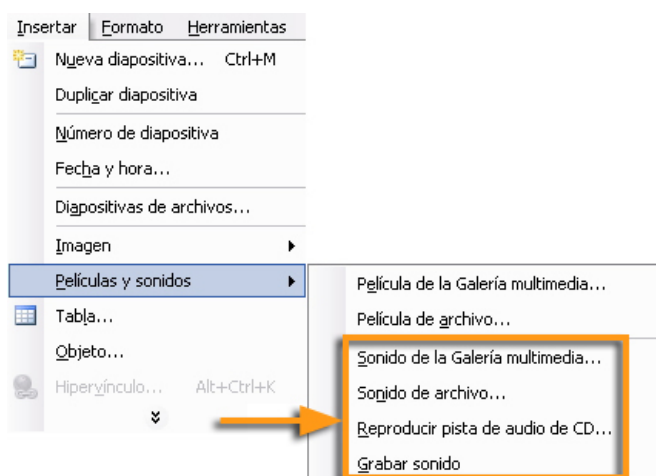 Insertar Formato Herramientas
Nueva diapositiva... Ctrl+M
Duplicar diapositiva
Número de diapositiva
Fecha y hora...
Diapositivas de archivos...
Imagen
Películas y sonidos
Tabla...
Objeto...
Hipervínculo... Alt+Ctrl+K
Película de la Galería multimedia...
Película de archivo...
Sonido de la Galería multimedia...
Sonido de archivo...
Reproducir pista de audio de CD...
Grabar sonido